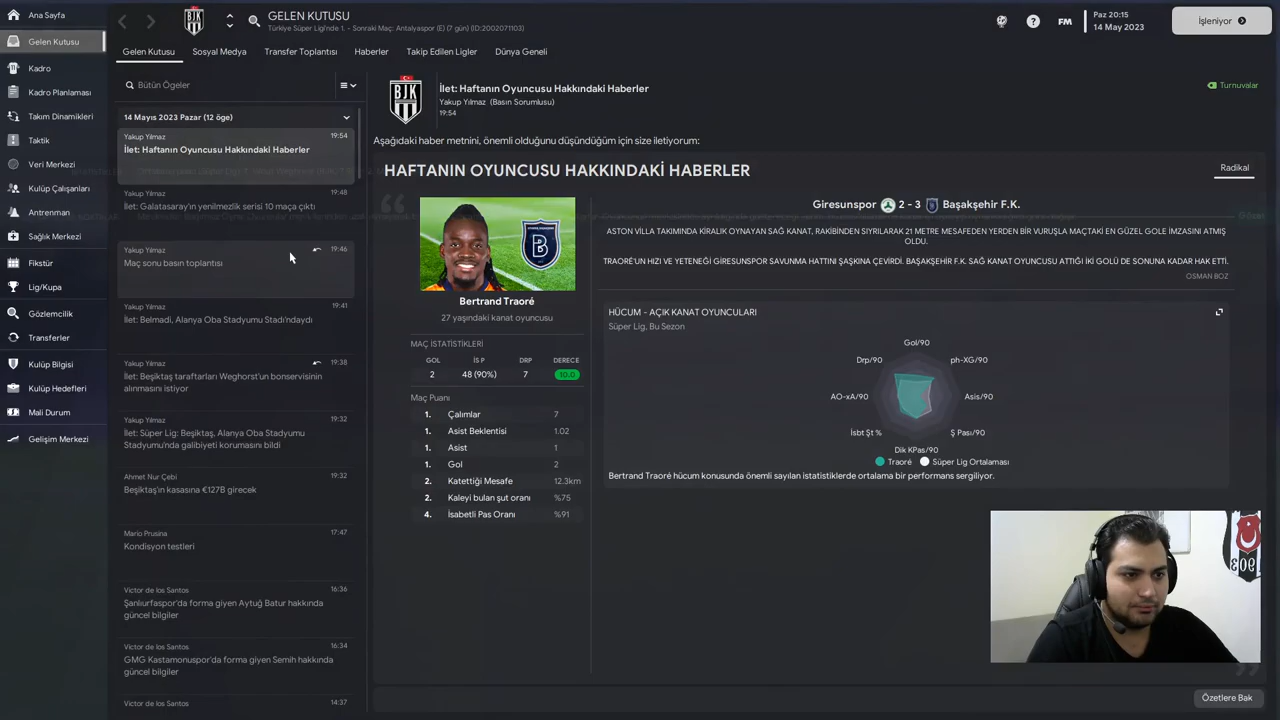 Ana Sayfa
Gelen Kutusu
Kadro
Kadro Planlaması
Takım Dinamikleri
Taktik
Veri Merkezi
Kulüp Çalışanları
Antrenman
Sağlık Merkezi
Fikstür
Lig/Kupa
Gözlemcilik
Transferler
Kulüp Bilgisi
Kulüp Hedefleri
Mali Durum
Gelişim Merkezi
BJK
GELEN KUTUSU
Türkiye Süper Lig'inde 1. - Sonraki Maç: Antalyaspor (E) (7 gün) (ID:2002071103)
FM
Paz 20:15
14 May 2023
İşleniyor
Gelen Kutusu
Sosyal Medya
Transfer Toplantısı
Haberler
Takip Edilen Ligler
Dünya Geneli
Bütün Ögeler
14 Mayıs 2023 Pazar (12 öge)
Yakup Yılmaz 19:54
İlet: Haftanın Oyuncusu Hakkındaki Haberler
Yakup Yılmaz 19:48
İlet: Galatasaray'ın yenilmezlik serisi 10 maça çıktı
Yakup Yılmaz 19:46
Maç sonu basın toplantısı
Yakup Yılmaz 19:41
İlet: Belmadi, Alanya Oba Stadyumu Stadı'ndaydı
Yakup Yılmaz 19:38
İlet: Beşiktaş taraftarları Weghorst'un bonservisinin
alınmasını istiyor
Yakup Yılmaz 19:32
İlet: Süper Lig: Beşiktaş, Alanya Oba Stadyumu
Stadyumu'nda galibiyeti korumasını bildi
Ahmet Nur Çebi 19:32
Beşiktaş'ın kasasına €127B girecek
Mario Prusina 17:47
Kondisyon testleri
Victor de los Santos 16:36
Şanlıurfaspor'da forma giyen Aytuğ Batur hakkında
güncel bilgiler
Victor de los Santos 16:34
GMG Kastamonuspor'da forma giyen Semih hakkında
güncel bilgiler
Victor de los Santos 14:37
BJK
İlet: Haftanın Oyuncusu Hakkındaki Haberler
Yakup Yılmaz (Basın Sorumlusu)
19:54
Turnuvalar
Aşağıdaki haber metnini, önemli olduğunu düşündüğüm için size iletiyorum:
HAFTANIN OYUNCUSU HAKKINDAKİ HABERLER
Radikal
Bertrand Traoré
27 yaşındaki kanat oyuncusu
MAÇ İSTATİSTİKLERİ
GOL İS P DRP DERECE
2 48 (90%) 7 10.0
Maç Puanı
1. Çalımlar 7
1. Asist Beklentisi 1.02
1. Asist 1
1. Gol 2
2. Katettiği Mesafe 12.3km
2. Kaleyi bulan şut oranı %75
4. İsabetli Pas Oranı %91
Giresunspor 2 - 3 Başakşehir F.K.
ASTON VİLLA TAKIMINDA KİRALIK OYNAYAN SAĞ KANAT, RAKİBİNDEN SIYRILARAK 21 METRE MESAFEDEN YERDEN BİR VURUŞLA MAÇTAKİ EN GÜZEL GOLE İMZASINI ATMIŞ
OLDU.
TRAORÉ'UN HIZI VE YETENEĞİ GİRESUNSPOR SAVUNMA HATTINI ŞAŞKINA ÇEVİRDİ. BAŞAKŞEHİR F.K. SAĞ KANAT OYUNCUSU ATTIĞI İKİ GOLÜ DE SONUNA KADAR HAK ETTİ.
OSMAN BOZ
HÜCUM - AÇIK KANAT OYUNCULARI
Süper Lig, Bu Sezon
Gol/90
Drp/90
ph-XG/90
AO-xA/90
Asis/90
İsbt Şt %
Ş Pası/90
Dik KPas/90
Traoré
Süper Lig Ortalaması
Bertrand Traoré hücum konusunda önemli sayılan istatistiklerde ortalama bir performans sergiliyor.
Özetlere Bak